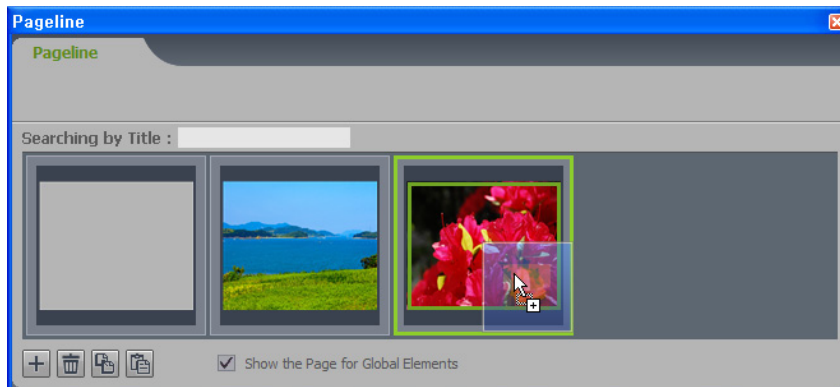 Pageline
Pageline
Searching by Title :
Show the Page for Global Elements